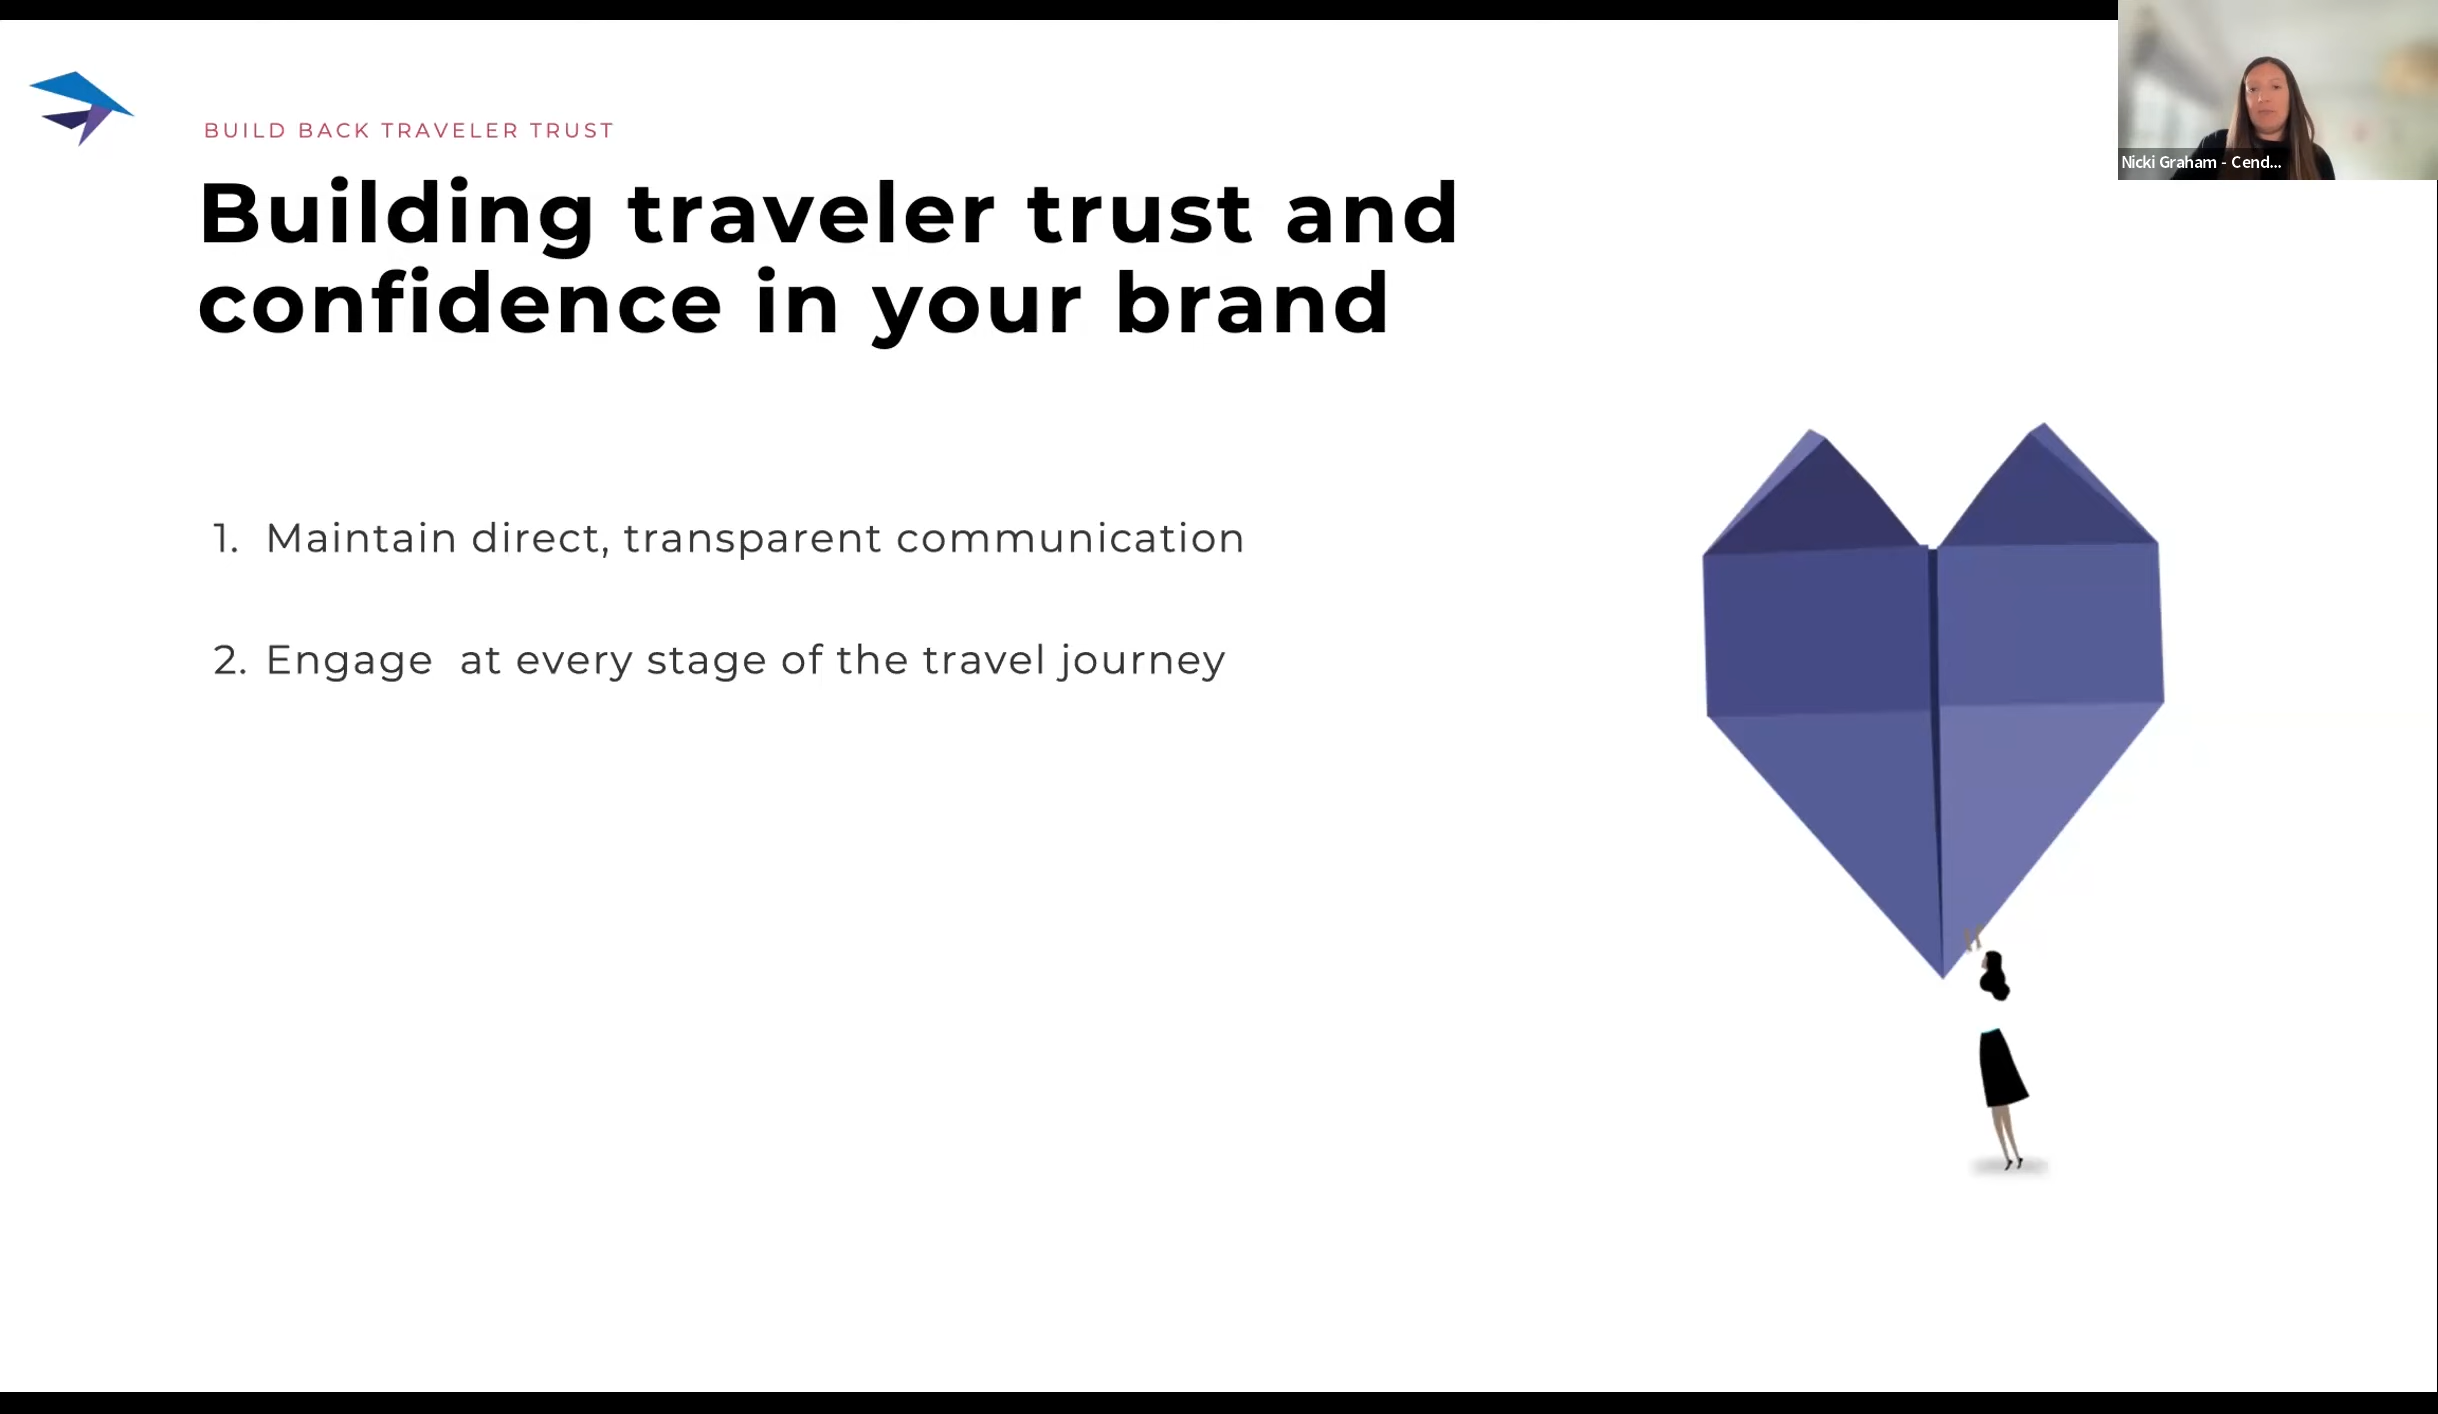 BUILD BACK TRAVELER TRUST
Building traveler trust and
confidence in your brand
1. Maintain direct, transparent communication
2. Engage  at every stage of the travel journey
Nicki Graham - Cend...